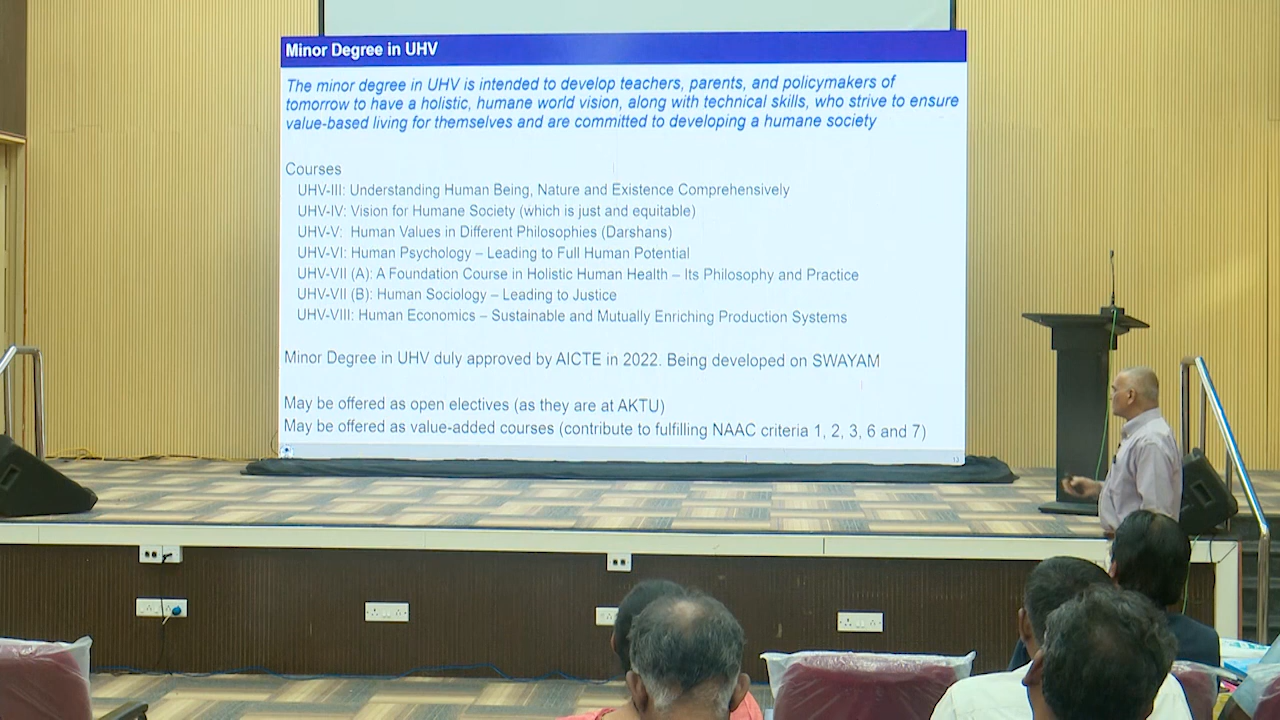 Minor Degree in UHV
The minor degree in UHV is intended to develop teachers, parents, and policymakers of
tomorrow to have a holistic, humane world vision, along with technical skills, who strive to ensure
value-based living for themselves and are committed to developing a humane society
Courses
UHV-III: Understanding Human Being, Nature and Existence Comprehensively
UHV-IV: Vision for Humane Society (which is just and equitable)
UHV-V: Human Values in Different Philosophies (Darshans)
UHV-VI: Human Psychology – Leading to Full Human Potential
UHV-VII (A): A Foundation Course in Holistic Human Health – Its Philosophy and Practice
UHV-VII (B): Human Sociology – Leading to Justice
UHV-VIII: Human Economics – Sustainable and Mutually Enriching Production Systems
Minor Degree in UHV duly approved by AICTE in 2022. Being developed on SWAYAM
May be offered as open electives (as they are at AKTU)
May be offered as value-added courses (contribute to fulfilling NAAC criteria 1, 2, 3, 6 and 7)